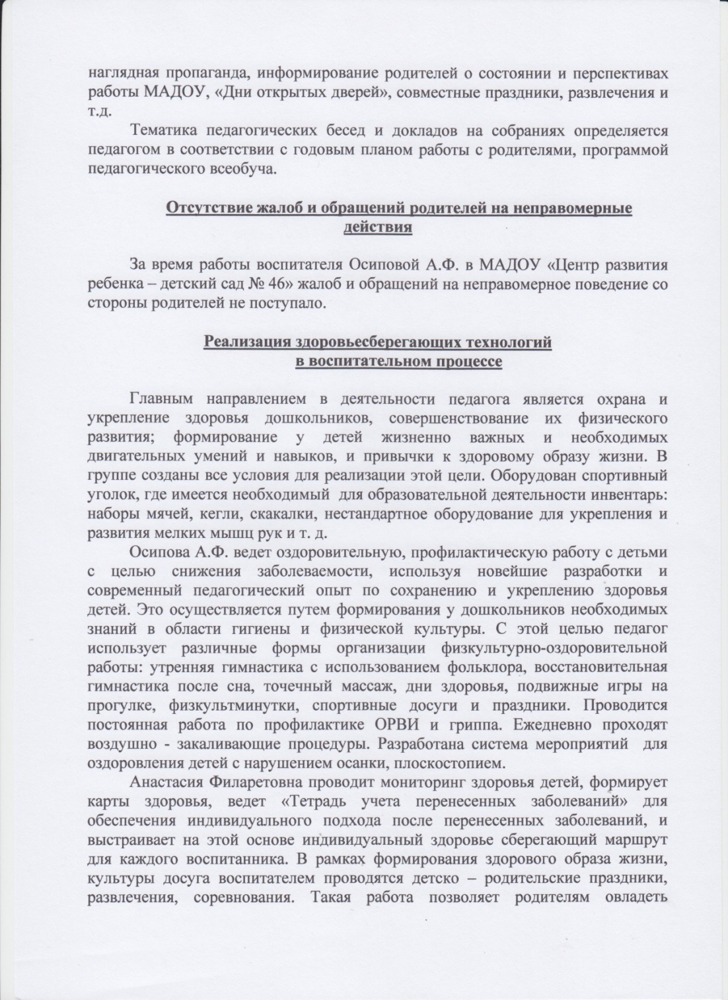 наглядная пропаганда, информирование родителей о состоянии и перспективах
работы МАДОУ, «Дни открытых дверей», совместные праздники, развлечения и
т.д.
Тематика педагогических бесед и докладов на собраниях определяется
педагогом в соответствии с годовым планом работы с родителями, программой
педагогического всеобуча.
Отсутствие жалоб и обращений родителей на неправомерные
действия
За время работы воспитателя Осиповой А.Ф. в МАДОУ «Центр развития
ребенка – детский сад № 46» жалоб и обращений на неправомерное поведение со
стороны родителей не поступало.
Реализация здоровьесберегающих технологий
в воспитательном процессе
Главным направлением в деятельности педагога является охрана и
укрепление здоровья дошкольников, совершенствование их физического
развития; формирование у детей жизненно важных и необходимых
двигательных умений и навыков, и привычки к здоровому образу жизни. В
группе созданы все условия для реализации этой цели. Оборудован спортивный
уголок, где имеется необходимый  для образовательной деятельности инвентарь:
наборы мячей, кегли, скакалки, нестандартное оборудование для укрепления и
развития мелких мышц рук и т. д.
Осипова А.Ф. ведет оздоровительную, профилактическую работу с детьми
с целью снижения заболеваемости, используя новейшие разработки и
современный педагогический опыт по сохранению и укреплению здоровья
детей. Это осуществляется путем формирования у дошкольников необходимых
знаний в области гигиены и физической культуры. С этой целью педагог
использует различные формы организации физкультурно-оздоровительной
работы: утренняя гимнастика с использованием фольклора, восстановительная
гимнастика после сна, точечный массаж, дни здоровья, подвижные игры на
прогулке, физкультминутки, спортивные досуги и праздники. Проводится
постоянная работа по профилактике ОРВИ и гриппа. Ежедневно проходят
воздушно - закаливающие процедуры. Разработана система мероприятий  для
оздоровления детей с нарушением осанки, плоскостопием.
Анастасия Филаретовна проводит мониторинг здоровья детей, формирует
карты здоровья, ведет «Тетрадь учета перенесенных заболеваний» для
обеспечения индивидуального подхода после перенесенных заболеваний, и
выстраивает на этой основе индивидуальный здоровье сберегающий маршрут
для каждого воспитанника. В рамках формирования здорового образа жизни,
культуры досуга воспитателем проводятся детско – родительские праздники,
развлечения, соревнования. Такая работа позволяет родителям овладеть